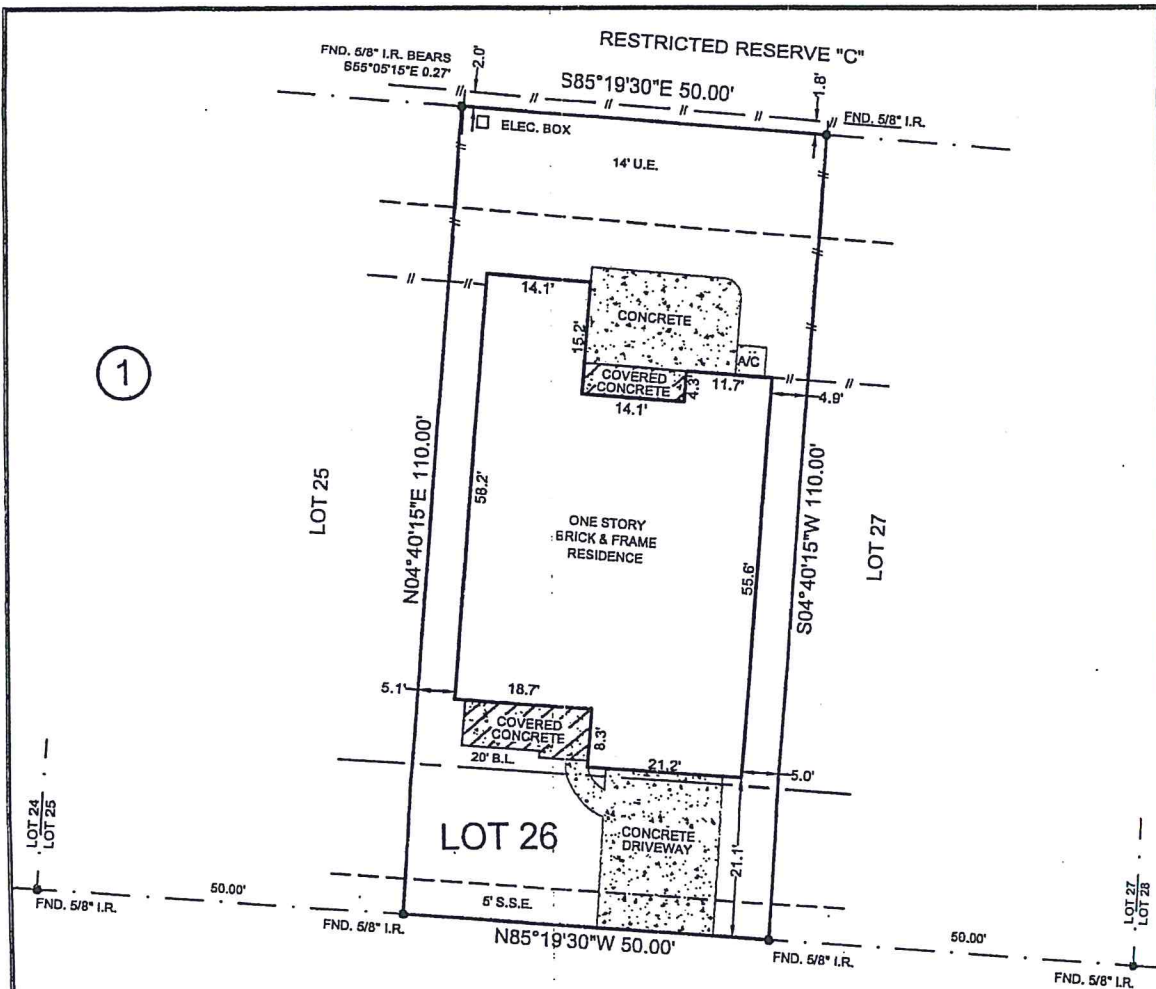 RESTRICTED RESERVE "C"
FND. 5/8" I.R. BEARS
S55°05'15"E 0.27'
2.0'
S85°19'30"E 50.00'
1.8'
FND. 5/8" I.R.
ELEC. BOX
14' U.E.
14.1'
15.2'
CONCRETE
A/C
COVERED
CONCRETE
4.3'
11.7'
14.1'
4.9'
1
LOT 25
N04°40'15"E 110.00'
58.2'
ONE STORY
BRICK & FRAME
RESIDENCE
55.6'
S04°40'15"W 110.00'
LOT 27
5.1'
18.7'
COVERED
CONCRETE
8.3'
20' B.L.
21.2'
5.0'
LOT 24
LOT 25
LOT 26
CONCRETE
DRIVEWAY
21.1'
LOT 27
LOT 28
50.00'
FND. 5/8" I.R.
5' S.S.E.
FND. 5/8" I.R.
N85°19'30"W 50.00'
50.00'
FND. 5/8" I.R.
FND. 5/8" I.R.